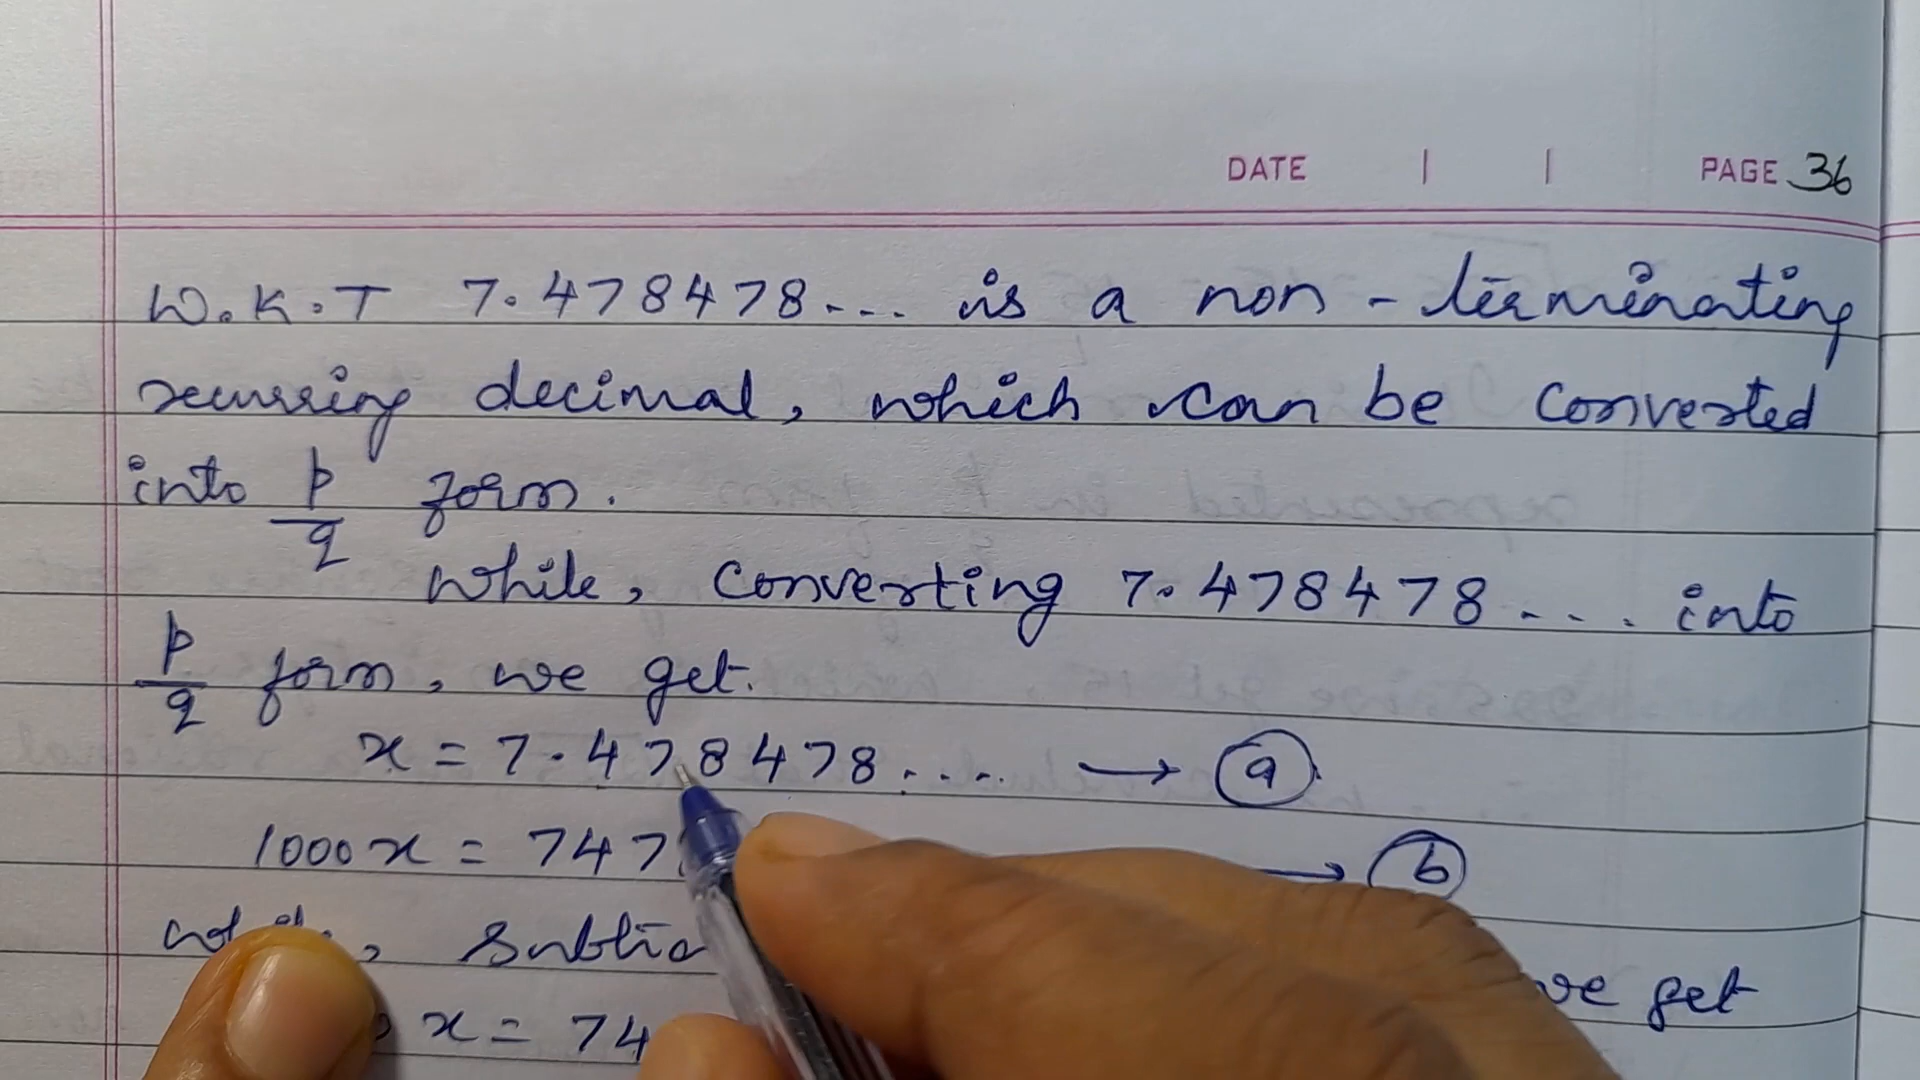 DATE | | PAGE 36
W.K.T 7.478478... is a non-terminating
recurring decimal, which can be converted
into p/q form.
While, converting 7.478478.... into
p/q form, we get.
x = 7.478478..... → (a)
1000x = 747 → (b)
we get
x = 74